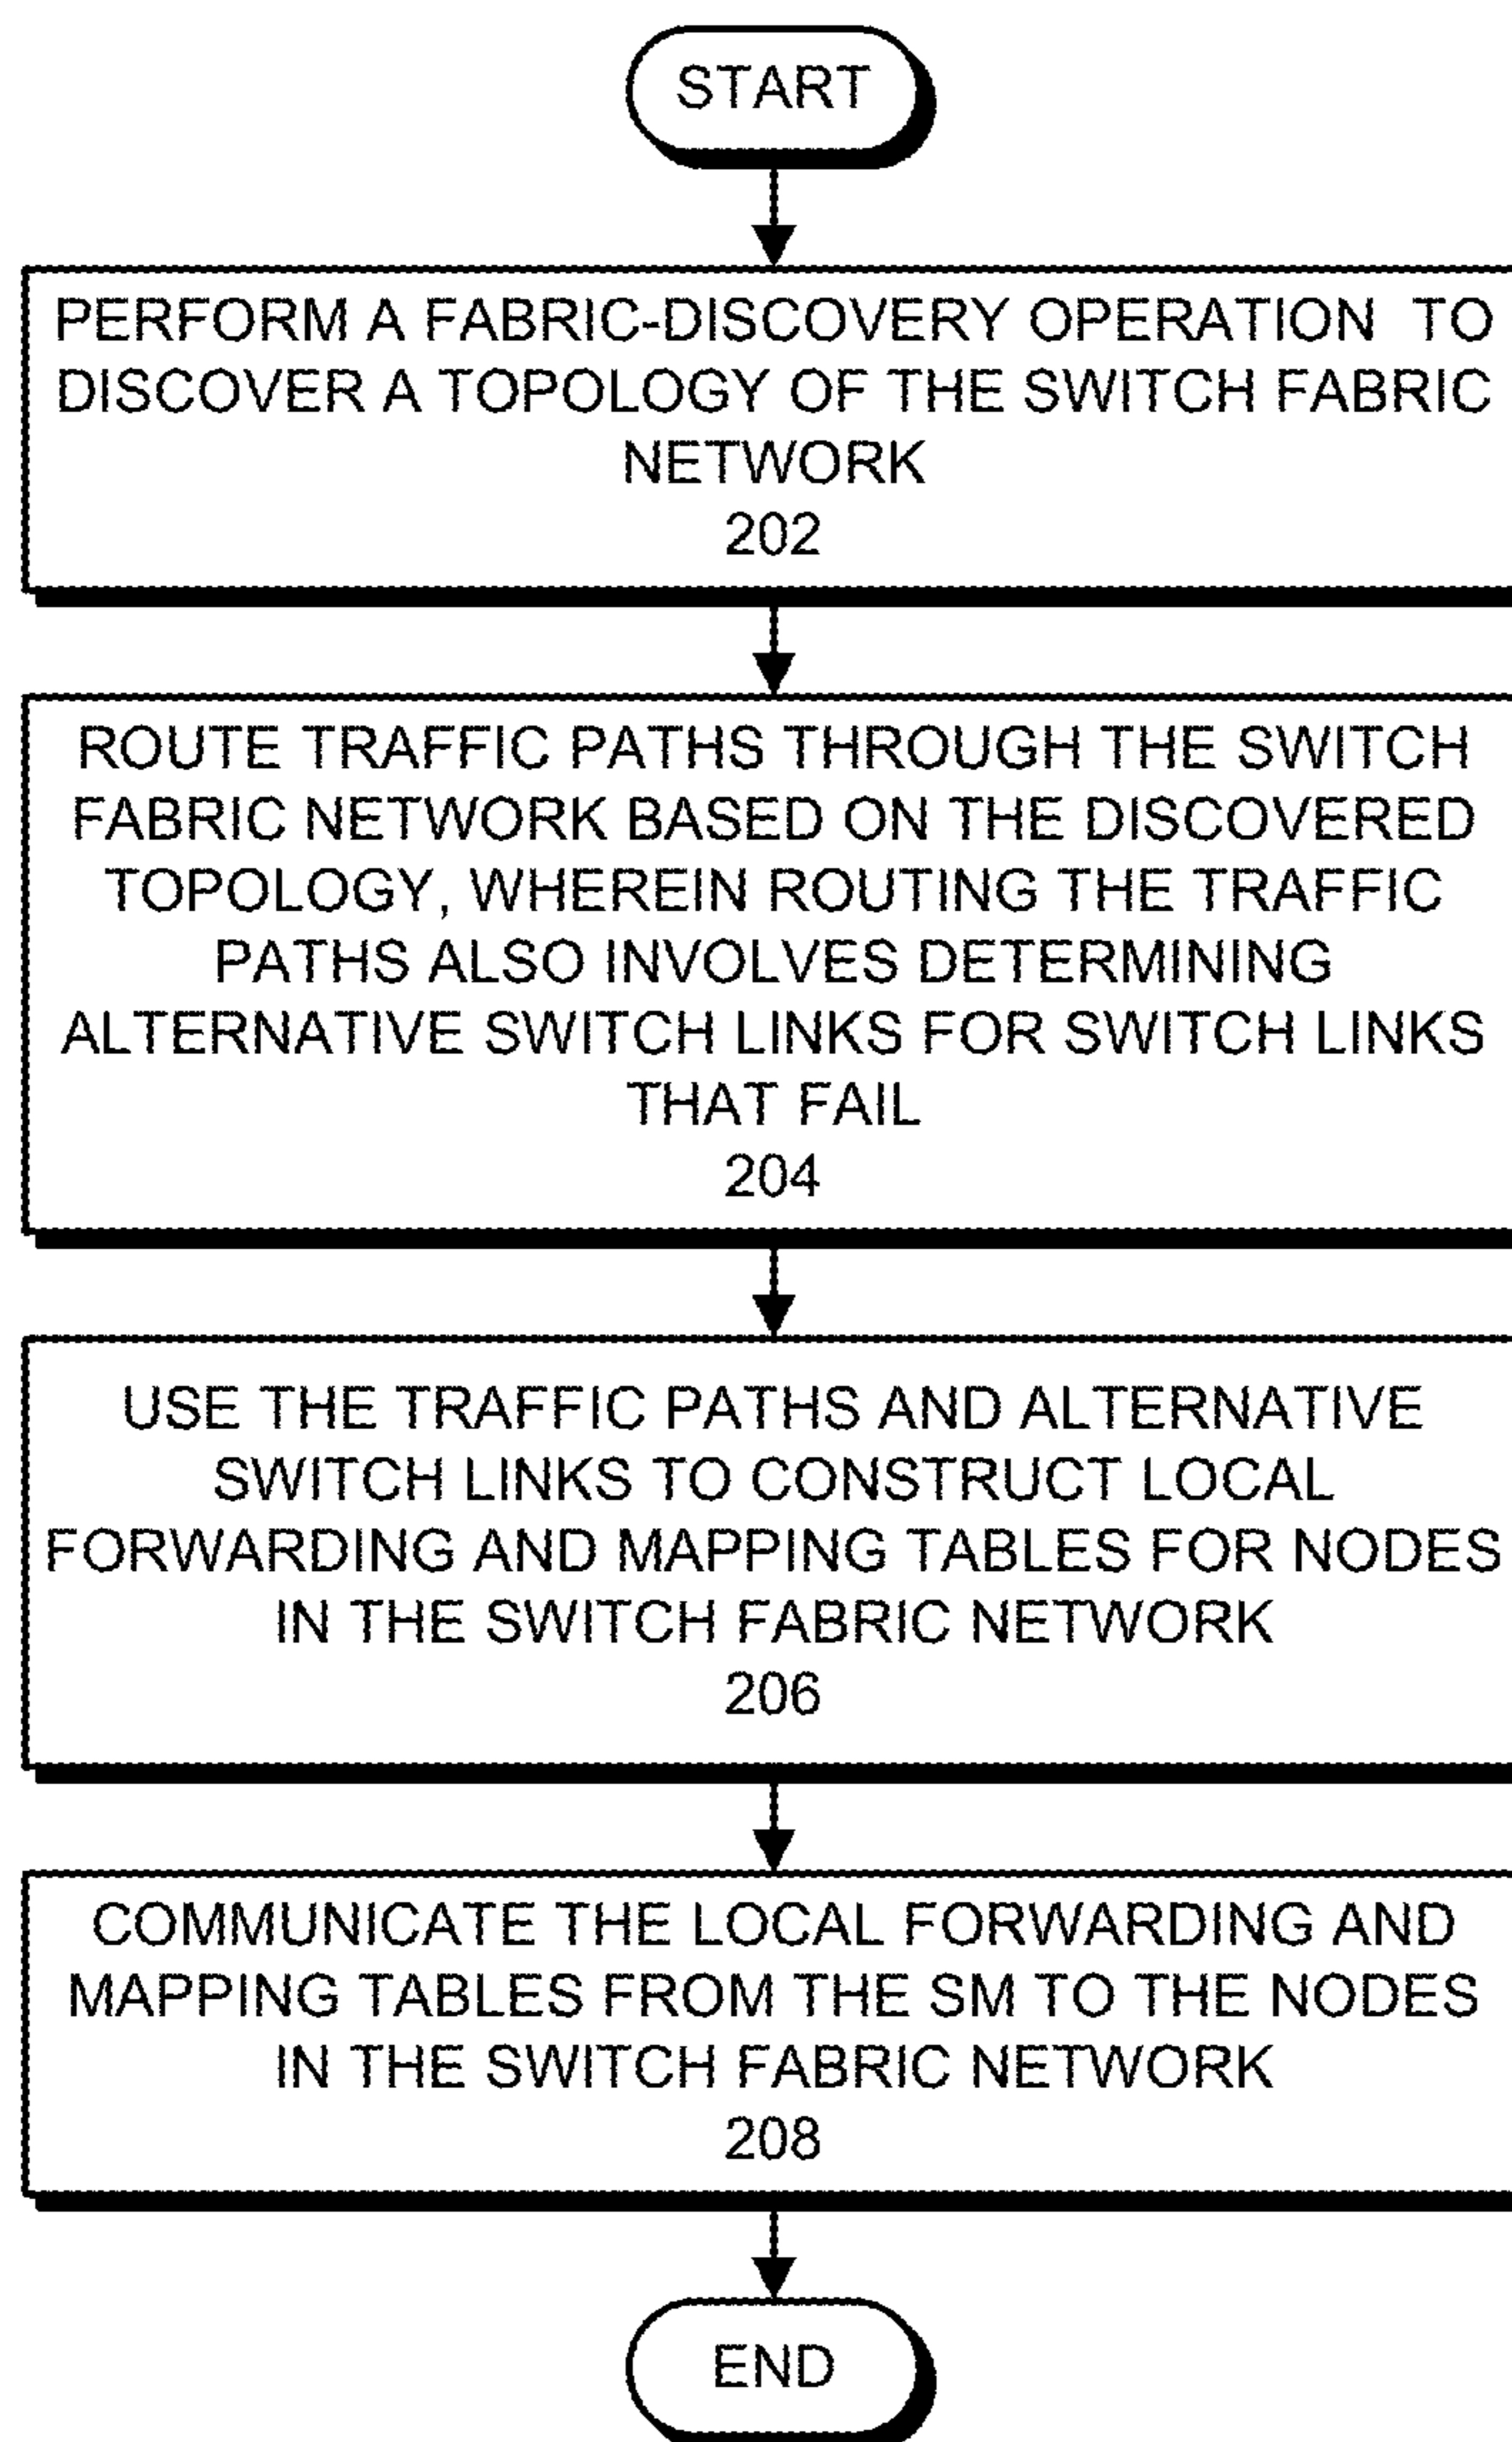 START
PERFORM A FABRIC-DISCOVERY OPERATION TO
DISCOVER A TOPOLOGY OF THE SWITCH FABRIC
NETWORK
202
ROUTE TRAFFIC PATHS THROUGH THE SWITCH
FABRIC NETWORK BASED ON THE DISCOVERED
TOPOLOGY, WHEREIN ROUTING THE TRAFFIC
PATHS ALSO INVOLVES DETERMINING
ALTERNATIVE SWITCH LINKS FOR SWITCH LINKS
THAT FAIL
204
USE THE TRAFFIC PATHS AND ALTERNATIVE
SWITCH LINKS TO CONSTRUCT LOCAL
FORWARDING AND MAPPING TABLES FOR NODES
IN THE SWITCH FABRIC NETWORK
206
COMMUNICATE THE LOCAL FORWARDING AND
MAPPING TABLES FROM THE SM TO THE NODES
IN THE SWITCH FABRIC NETWORK
208
END